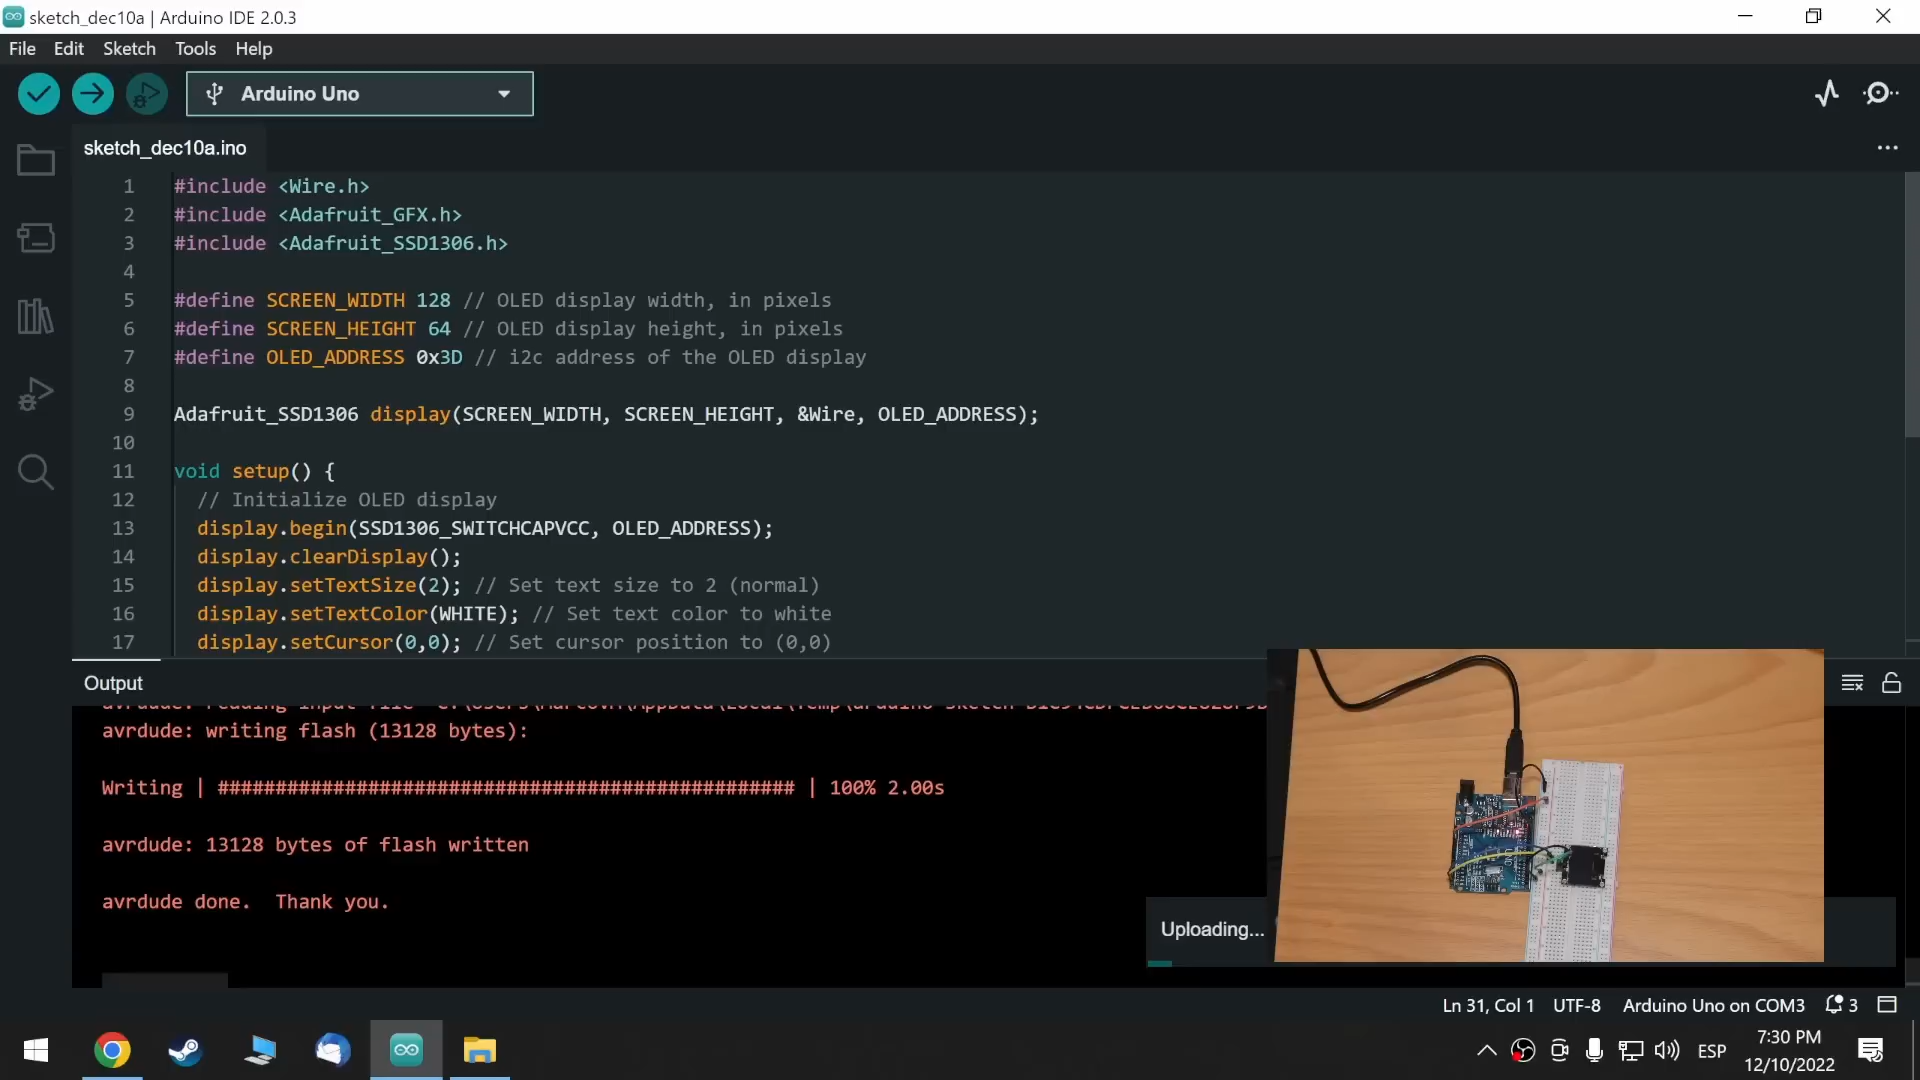 sketch_dec10a | Arduino IDE 2.0.3
File Edit Sketch Tools Help
Arduino Uno
sketch_dec10a.ino
1 #include <Wire.h>
2 #include <Adafruit_GFX.h>
3 #include <Adafruit_SSD1306.h>
4
5 #define SCREEN_WIDTH 128 // OLED display width, in pixels
6 #define SCREEN_HEIGHT 64 // OLED display height, in pixels
7 #define OLED_ADDRESS 0x3D // i2c address of the OLED display
8
9 Adafruit_SSD1306 display(SCREEN_WIDTH, SCREEN_HEIGHT, &Wire, OLED_ADDRESS);
10
11 void setup() {
12 // Initialize OLED display
13 display.begin(SSD1306_SWITCHCAPVCC, OLED_ADDRESS);
14 display.clearDisplay();
15 display.setTextSize(2); // Set text size to 2 (normal)
16 display.setTextColor(WHITE); // Set text color to white
17 display.setCursor(0,0); // Set cursor position to (0,0)
Output
avrdude: reading input file
avrdude: writing flash (13128 bytes):
Writing | ################################################## | 100% 2.00s
avrdude: 13128 bytes of flash written
avrdude done. Thank you.
Uploading...
Ln 31, Col 1 UTF-8 Arduino Uno on COM3 3
ESP
7:30 PM
12/10/2022